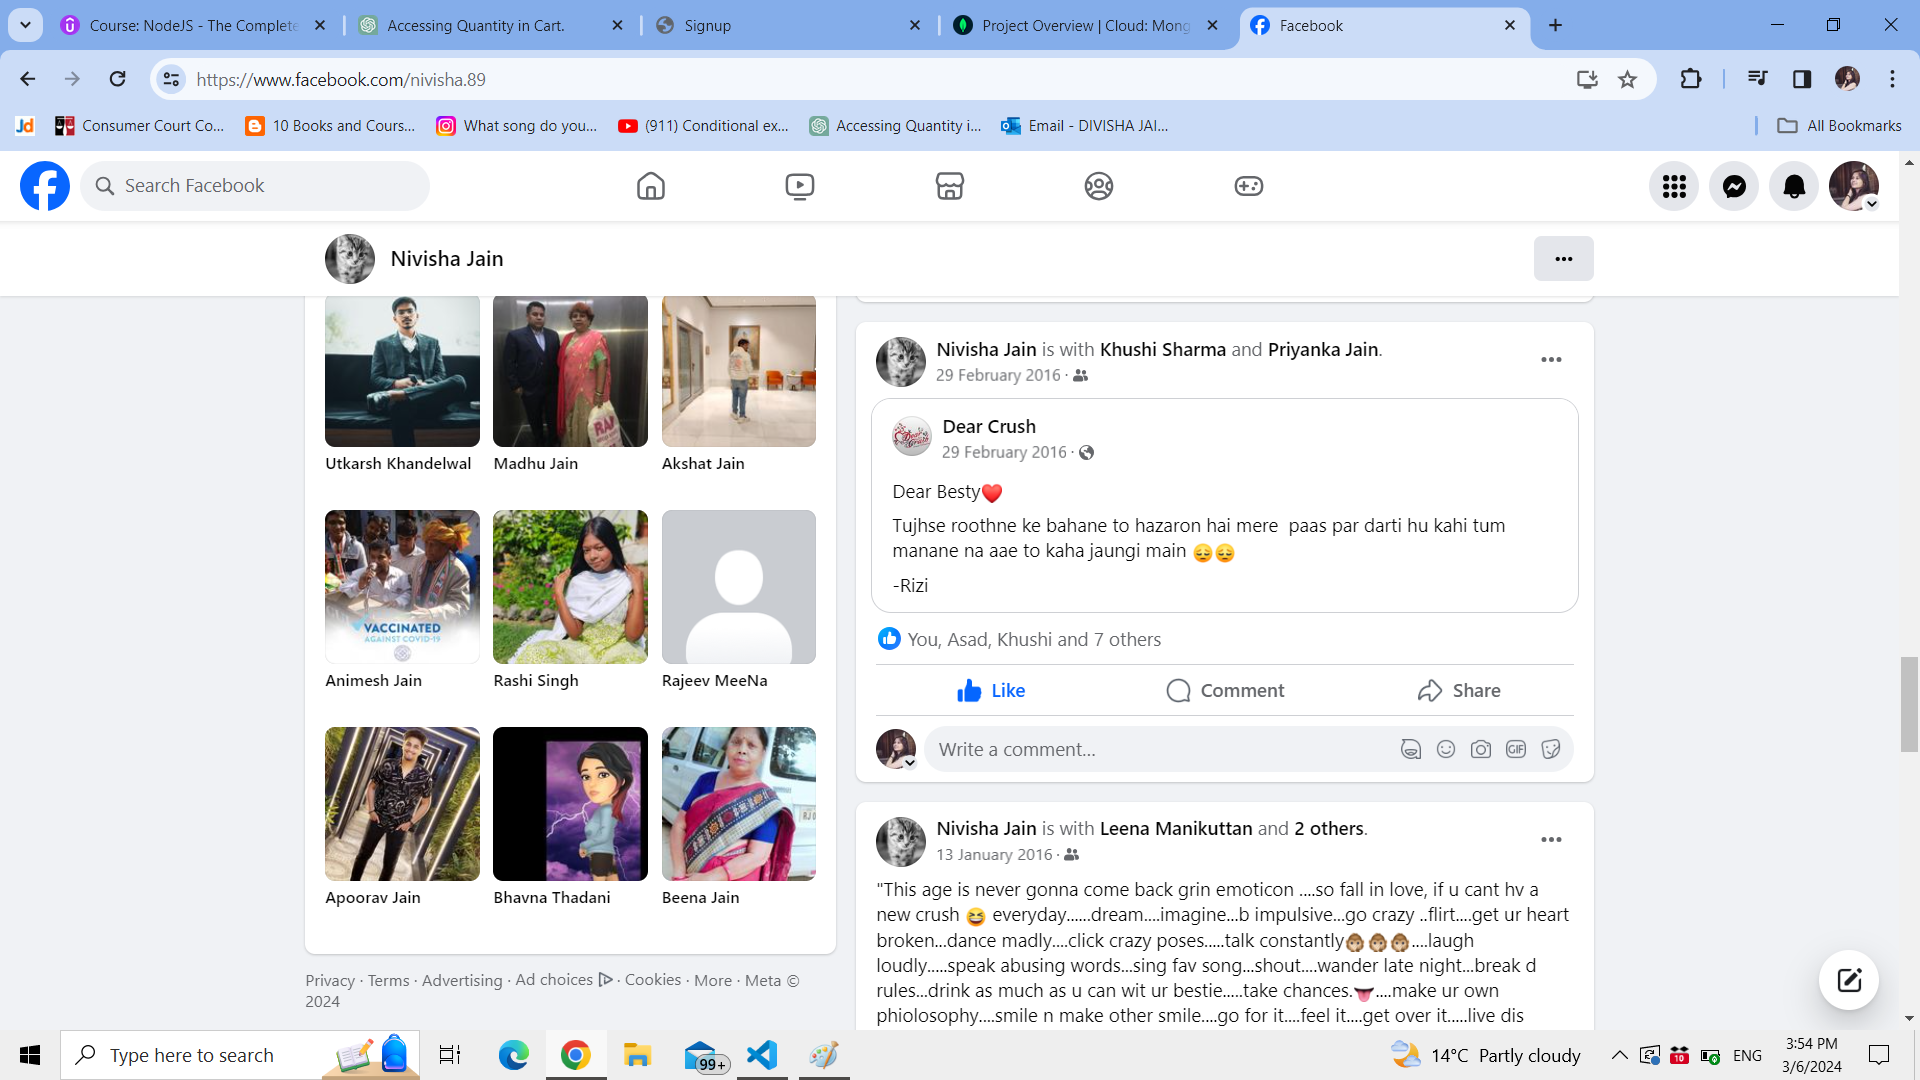 Course: NodeJS - The Complete
Accessing Quantity in Cart.
Signup
Project Overview | Cloud: Mong
Facebook
https://www.facebook.com/nivisha.89
Jd
Consumer Court Co...
10 Books and Cours...
What song do you...
(911) Conditional ex...
Accessing Quantity i...
Email - DIVISHA JAI...
All Bookmarks
Search Facebook
Nivisha Jain
Utkarsh Khandelwal
Madhu Jain
Akshat Jain
VACCINATED
AGAINST COVID-19
Animesh Jain
Rashi Singh
Rajeev MeeNa
Apoorav Jain
Bhavna Thadani
Beena Jain
Privacy · Terms · Advertising · Ad choices · Cookies · More · Meta ©
2024
Nivisha Jain is with Khushi Sharma and Priyanka Jain.
29 February 2016 ·
Dear Crush
29 February 2016 ·
Dear Besty❤️
Tujhse roothne ke bahane to hazaron hai mere  paas par darti hu kahi tum
manane na aae to kaha jaungi main 😔😔
-Rizi
You, Asad, Khushi and 7 others
Like
Comment
Share
Write a comment...
GIF
Nivisha Jain is with Leena Manikuttan and 2 others.
13 January 2016 ·
"This age is never gonna come back grin emoticon ....so fall in love, if u cant hv a
new crush 😆 everyday......dream....imagine...b impulsive...go crazy ..flirt....get ur heart
broken...dance madly....click crazy poses.....talk constantly🐵🐵🐵....laugh
loudly.....speak abusing words...sing fav song...shout....wander late night...break d
rules...drink as much as u can wit ur bestie.....take chances.👅....make ur own
phiolosophy....smile n make other smile....go for it....feel it....get over it.....live dis
Type here to search
99+
14°C Partly cloudy
10
ENG
3:54 PM
3/6/2024